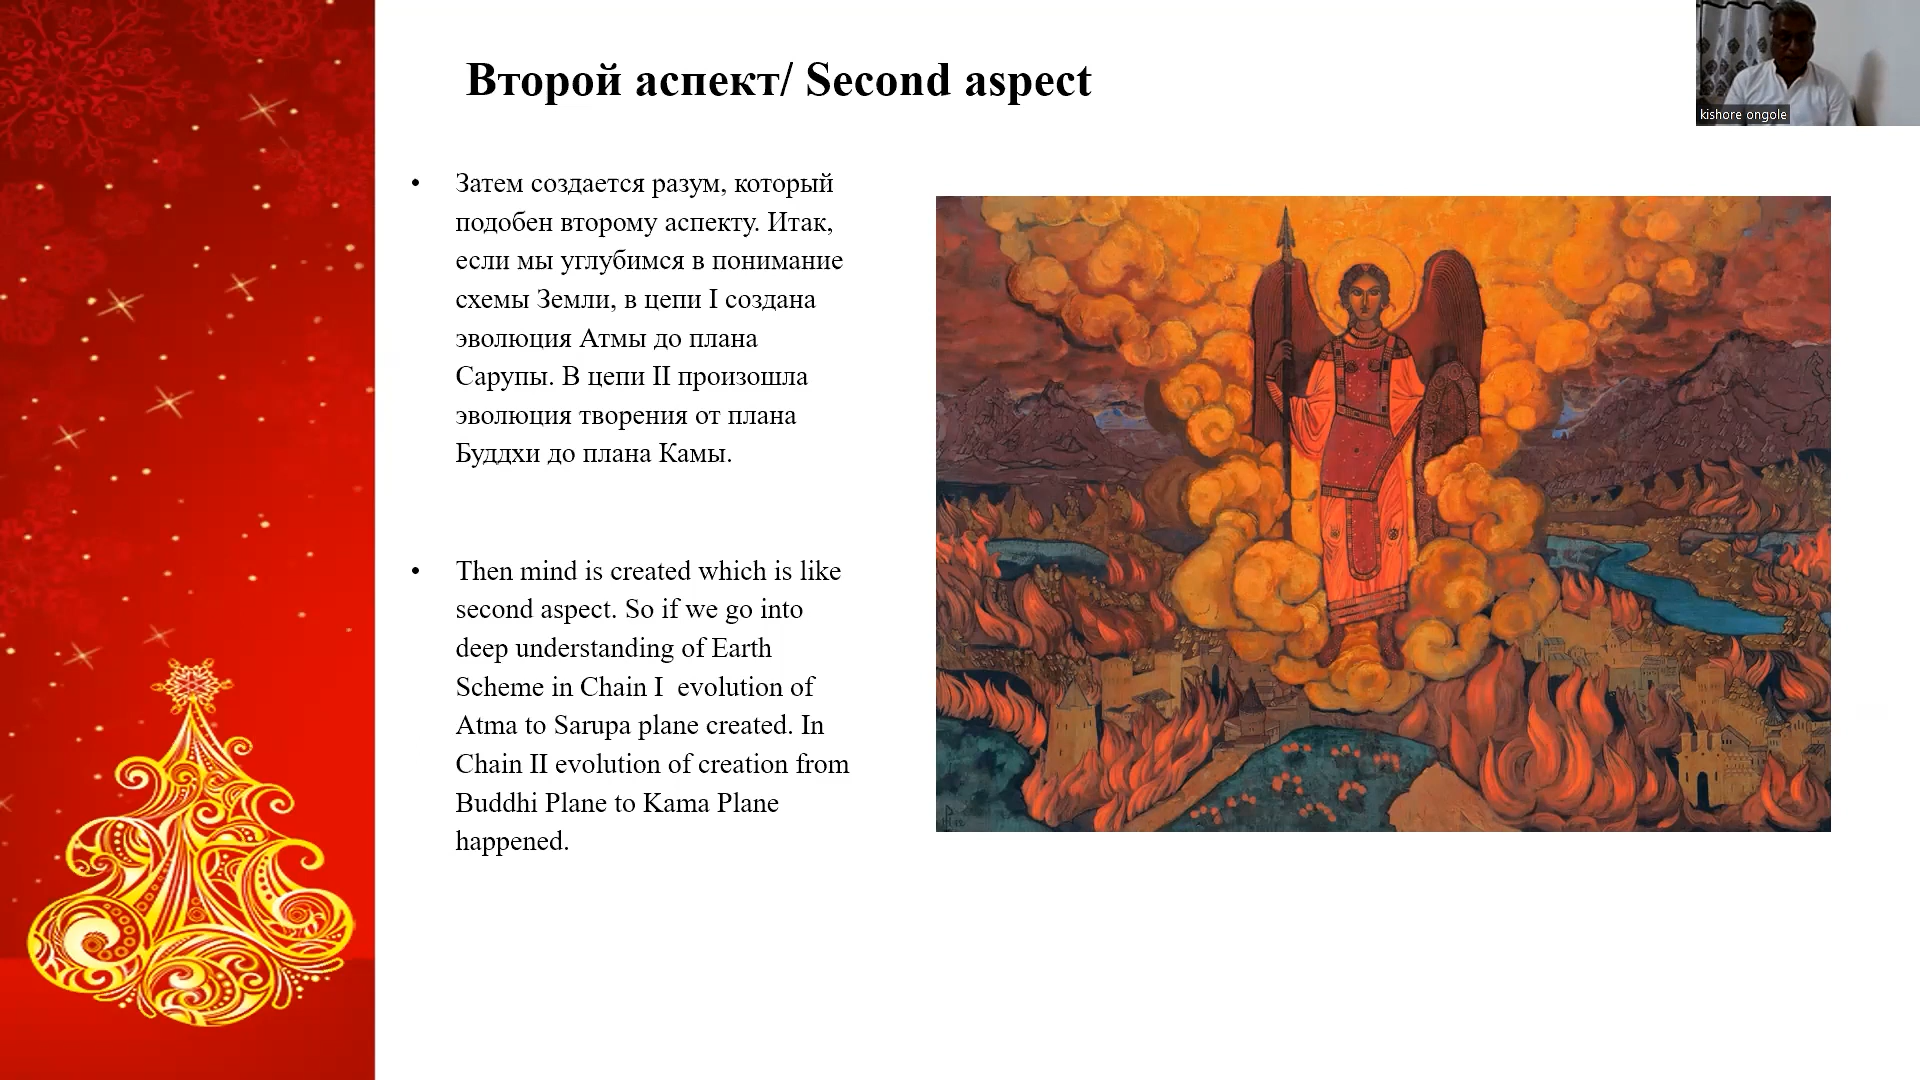 Второй аспект/ Second aspect
kishore ongole
• Затем создается разум, который
подобен второму аспекту. Итак,
если мы углубимся в понимание
схемы Земли, в цепи I создана
эволюция Атмы до плана
Сарупы. В цепи II произошла
эволюция творения от плана
Буддхи до плана Камы.
• Then mind is created which is like
second aspect. So if we go into
deep understanding of Earth
Scheme in Chain I  evolution of
Atma to Sarupa plane created. In
Chain II evolution of creation from
Buddhi Plane to Kama Plane
happened.